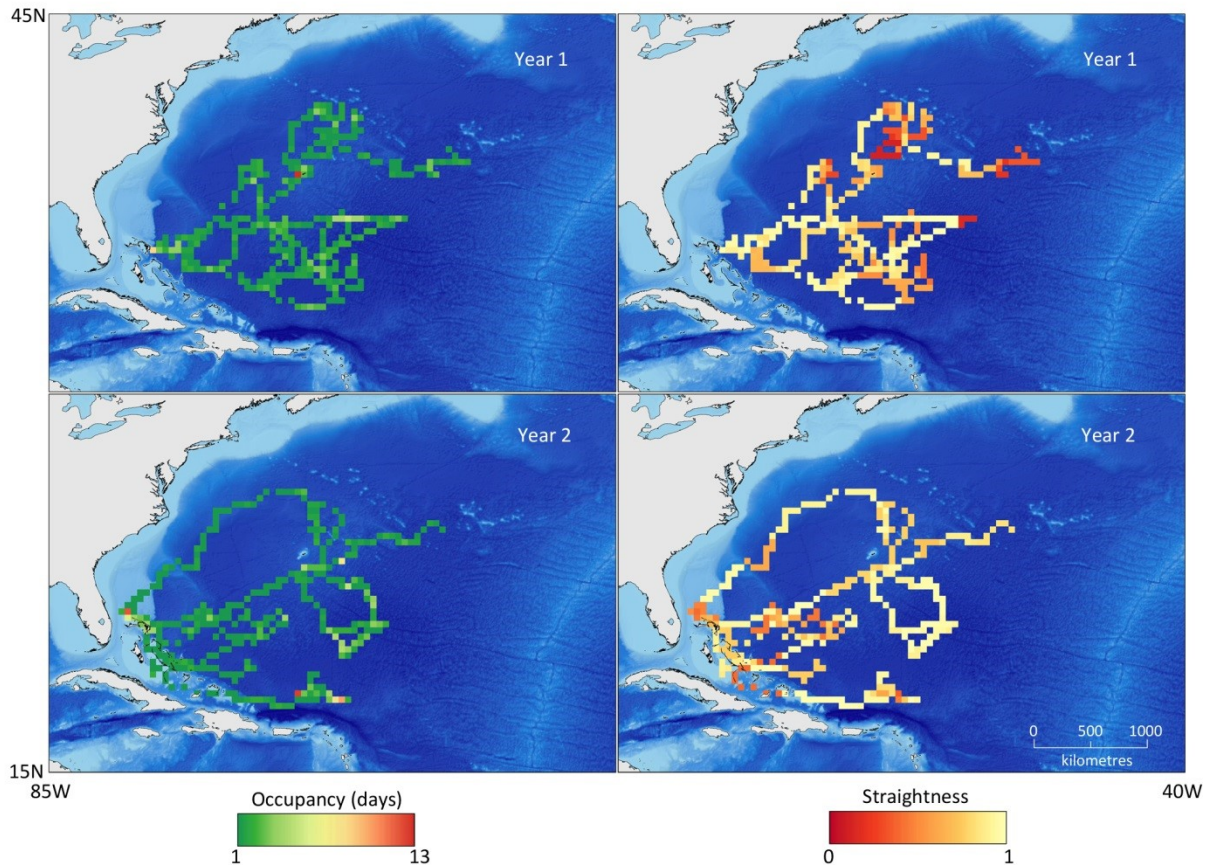 45N
Year 1
Year 1
Year 2
Year 2
0 500 1000
kilometres
15N
85W
40W
Occupancy (days)
1 13
Straightness
0 1